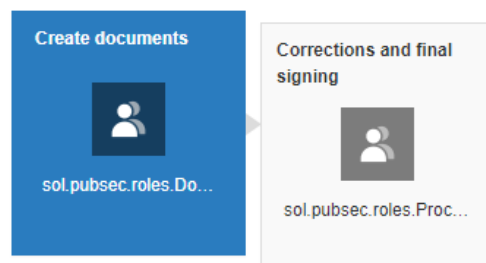 Create documents
sol.pubsec.roles.Do...
Corrections and final
signing
sol.pubsec.roles.Proc...